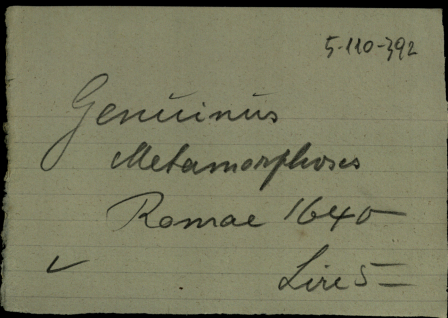 5-110-392
Genuinus
Metamorphoses
Romae 1640
✓
Lire 5=